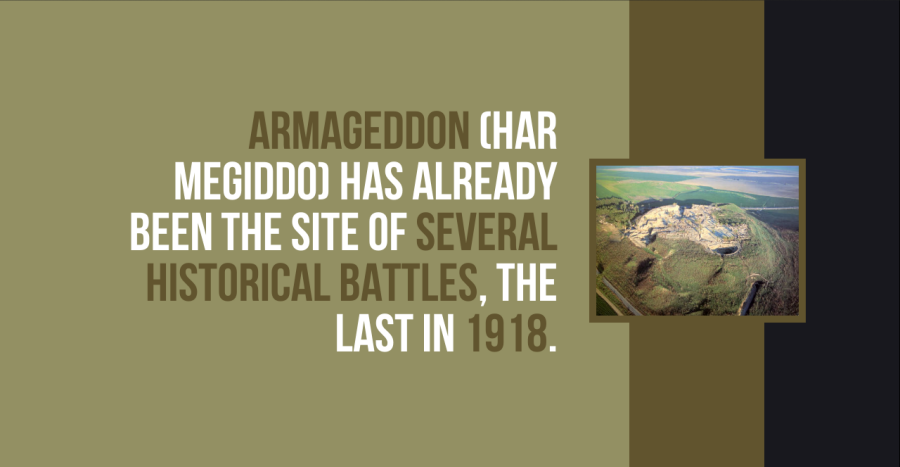 ARMAGEDDON (HAR
MEGIDDO) HAS ALREADY
BEEN THE SITE OF SEVERAL
HISTORICAL BATTLES, THE
LAST IN 1918.